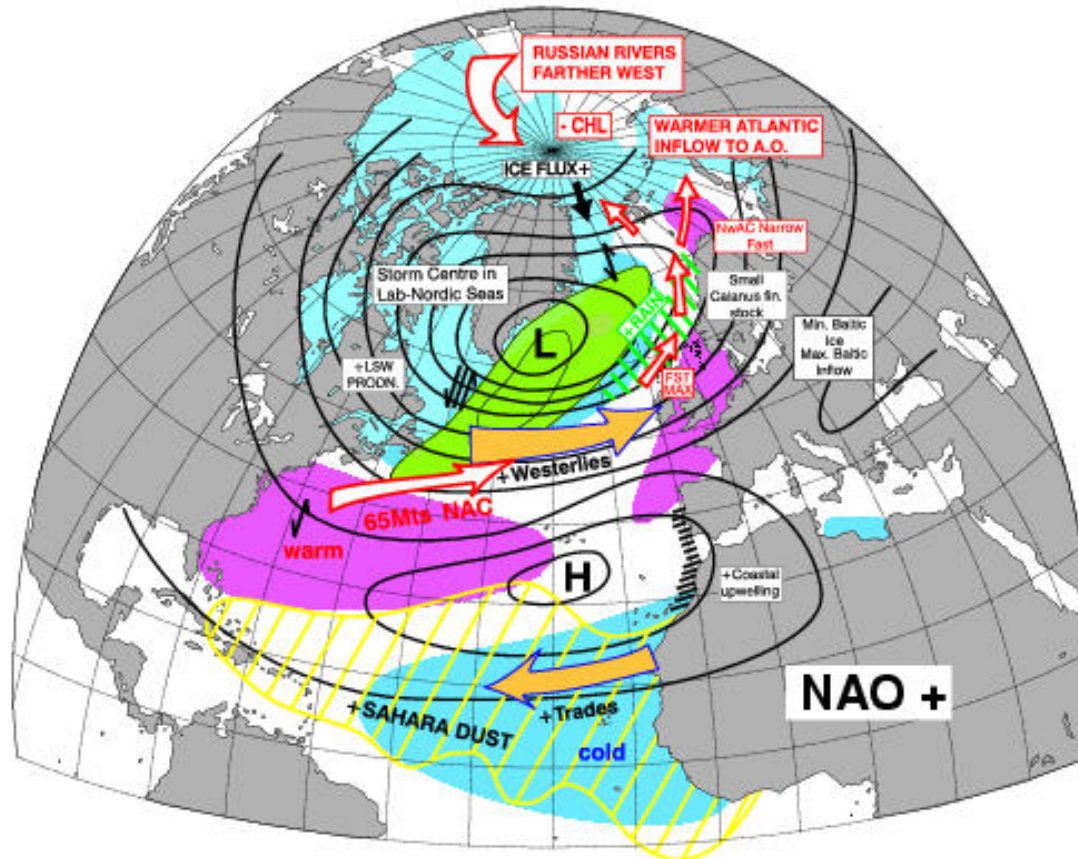 RUSSIAN RIVERS
FARTHER WEST
- CHL
WARMER ATLANTIC
INFLOW TO A.O.
ICE FLUX+
NwAC Narrow
Fast
Storm Centre in
Lab-Nordic Seas
Small
Calanus fin.
stock
+RAIN
Min. Baltic
Ice
Max. Baltic
Inflow
L
+LSW
PRODN.
FST
MAX
+Westerlies
65Mts NAC
warm
H
+Coastal
upwelling
NAO +
+SAHARA DUST
+Trades
cold